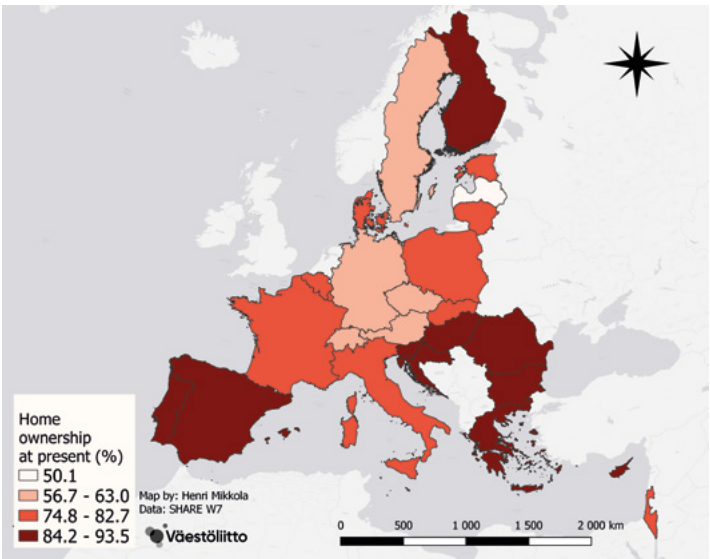 Home
ownership
at present (%)
50.1
56.7 - 63.0
74.8 - 82.7
84.2 - 93.5
Map by: Henri Mikkola
Data: SHARE W7
Väestöliitto
0 500 1 000 1 500 2 000 km